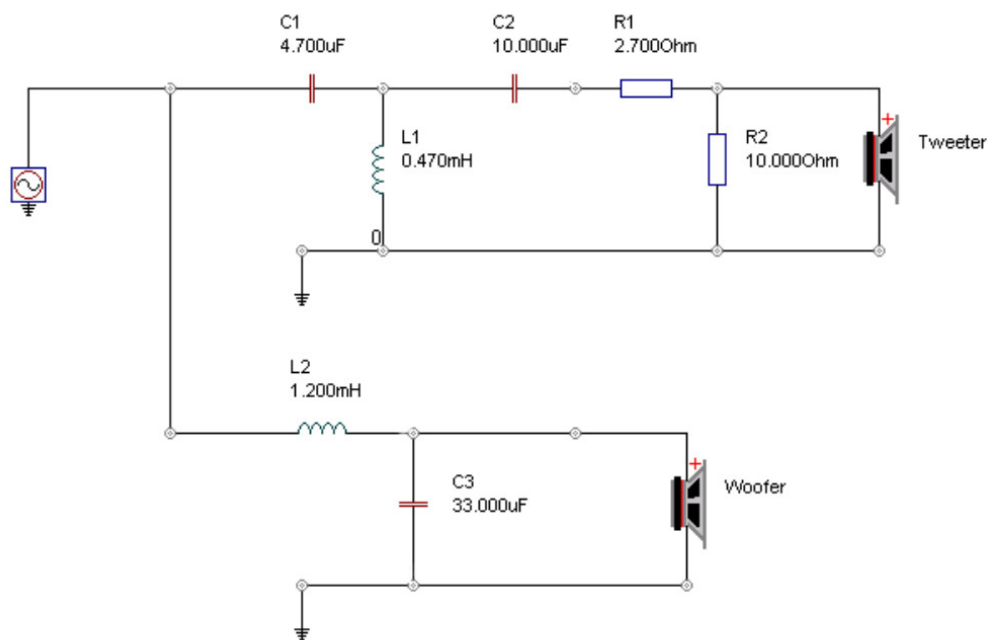 C1
4.700uF
C2
10.000uF
R1
2.700Ohm
L1
0.470mH
R2
10.000Ohm
Tweeter
0
L2
1.200mH
C3
33.000uF
Woofer